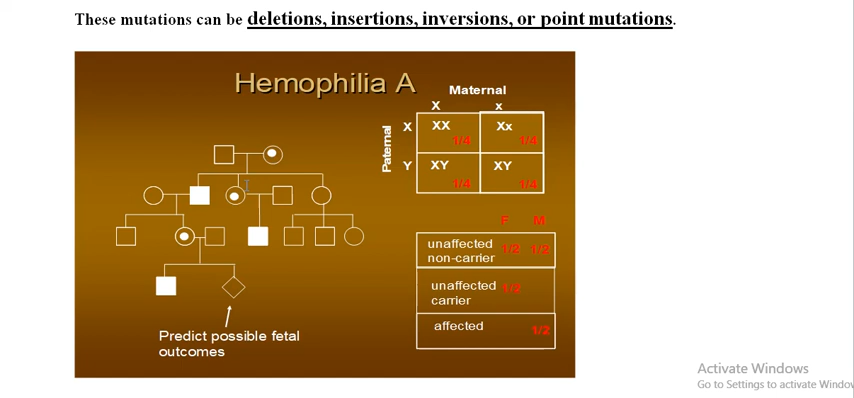 These mutations can be deletions, insertions, inversions, or point mutations.
Hemophilia A
Maternal
X x
Paternal
X XX 1/4 Xx 1/4
Y XY 1/4 XY 1/4
F M
unaffected
non-carrier 1/2 1/2
unaffected 1/2
carrier
affected 1/2
Predict possible fetal
outcomes
Activate Windows
Go to Settings to activate Window